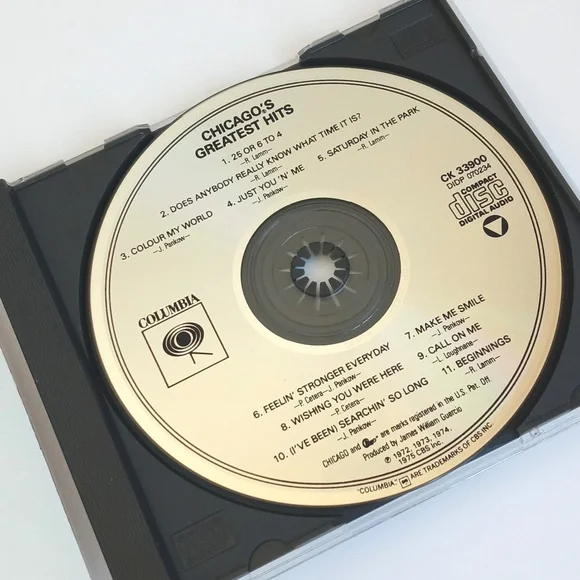 CHICAGO'S
GREATEST HITS
1. 25 OR 6 TO 4
—R. Lamm—
2. DOES ANYBODY REALLY KNOW WHAT TIME IT IS?
—R. Lamm—
3. COLOUR MY WORLD
—J. Pankow—
4. JUST YOU 'N' ME
—J. Pankow—
5. SATURDAY IN THE PARK
—R. Lamm—
CK 33900
DIDP 070234
COMPACT
disc
DIGITAL AUDIO
COLUMBIA
6. FEELIN' STRONGER EVERYDAY
—P. Cetera—J. Pankow—
7. MAKE ME SMILE
—J. Pankow—
8. WISHING YOU WERE HERE
—P. Cetera—
9. CALL ON ME
—L. Loughnane—
10. (I'VE BEEN) SEARCHIN' SO LONG
—J. Pankow—
11. BEGINNINGS
—R. Lamm—
CHICAGO and Chicago are marks registered in the U.S. Pat. Off.
Produced by James William Guercio
℗ 1972, 1973, 1974,
1975 CBS Inc.
"COLUMBIA," ARE TRADEMARKS OF CBS INC.